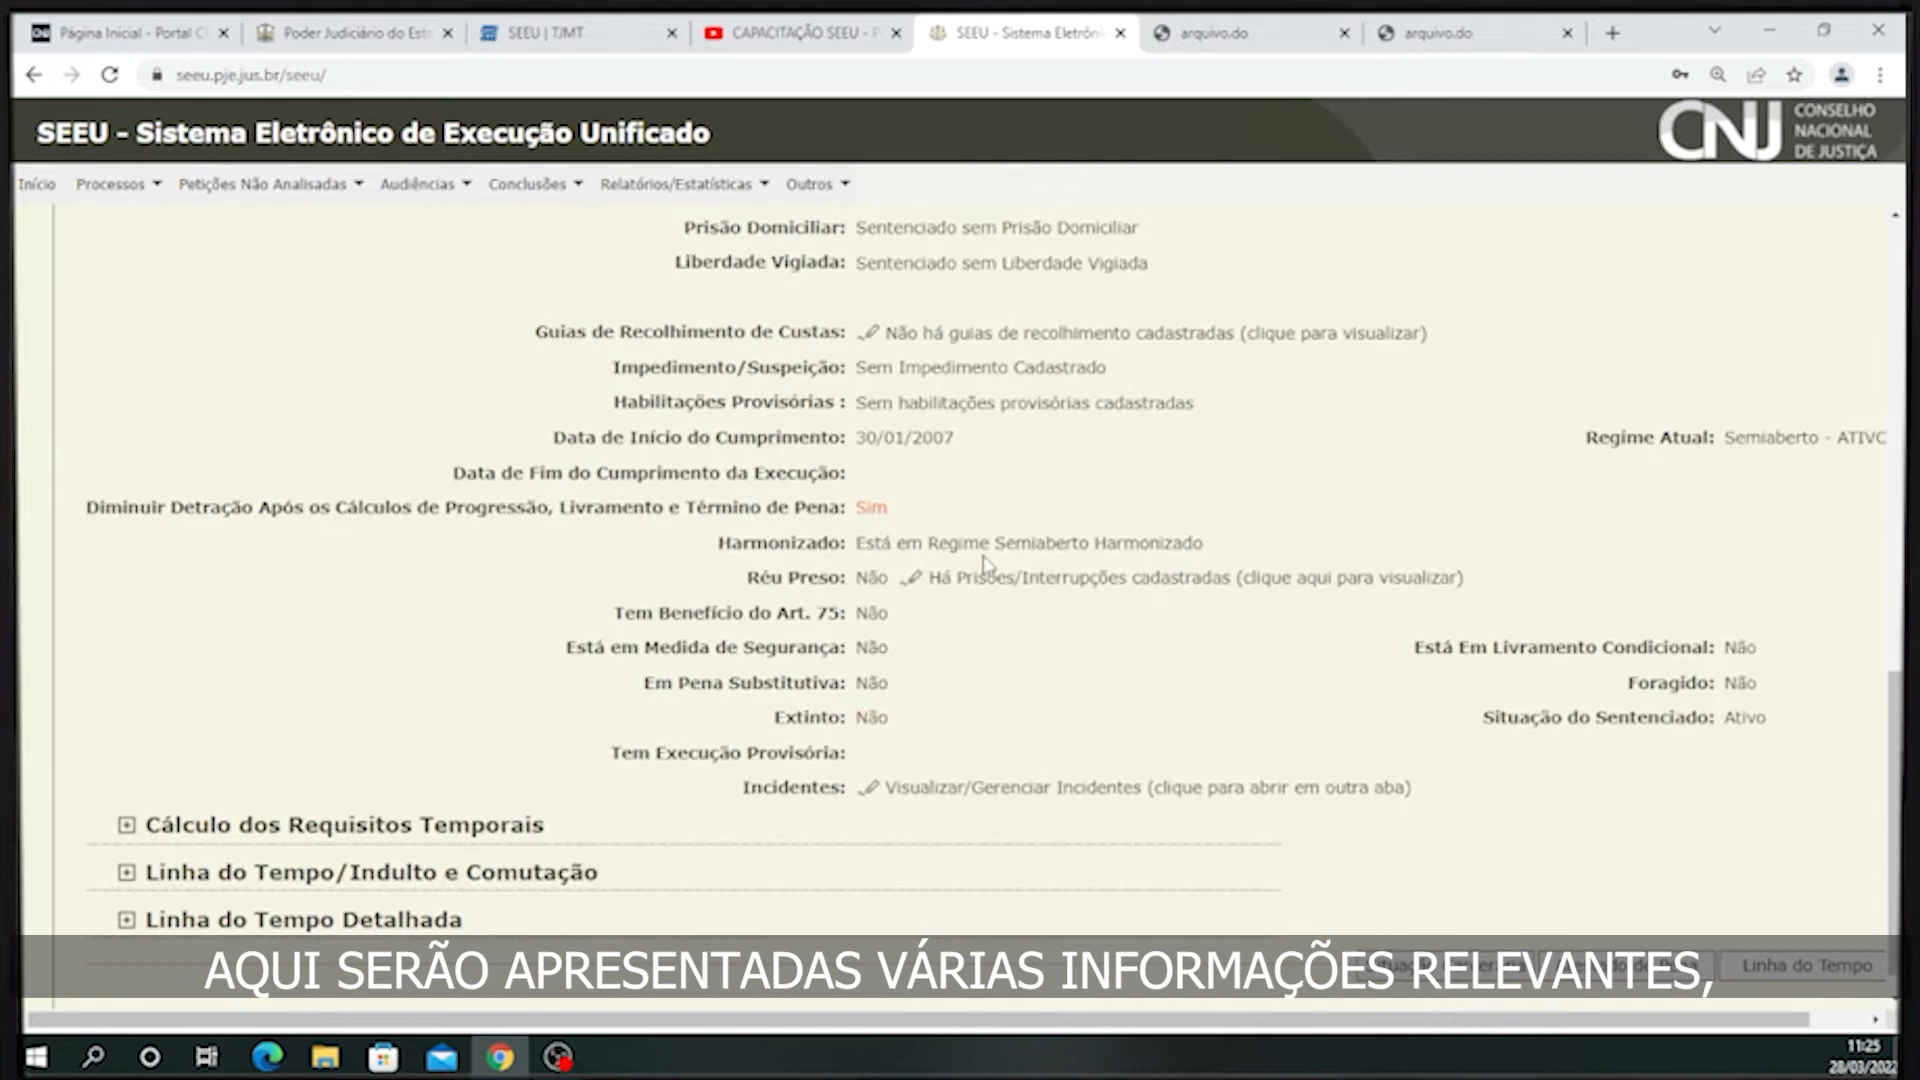 Página Inicial - Portal C
Poder Judiciário do Esta
SEEU | TJMT
CAPACITAÇÃO SEEU - P
SEEU - Sistema Eletrôni
arquivo.do
arquivo.do
seeu.pje.jus.br/seeu/
SEEU - Sistema Eletrônico de Execução Unificado
CNJ CONSELHO NACIONAL DE JUSTIÇA
Início Processos Petições Não Analisadas Audiências Conclusões Relatórios/Estatísticas Outros
Prisão Domiciliar: Sentenciado sem Prisão Domiciliar
Liberdade Vigiada: Sentenciado sem Liberdade Vigiada
Guias de Recolhimento de Custas: Não há guias de recolhimento cadastradas (clique para visualizar)
Impedimento/Suspeição: Sem Impedimento Cadastrado
Habilitações Provisórias : Sem habilitações provisórias cadastradas
Data de Início do Cumprimento: 30/01/2007 Regime Atual: Semiaberto - ATIVO
Data de Fim do Cumprimento da Execução:
Diminuir Detração Após os Cálculos de Progressão, Livramento e Término de Pena: Sim
Harmonizado: Está em Regime Semiaberto Harmonizado
Réu Preso: Não Há Prisões/Interrupções cadastradas (clique aqui para visualizar)
Tem Benefício do Art. 75: Não
Está em Medida de Segurança: Não Está Em Livramento Condicional: Não
Em Pena Substitutiva: Não Foragido: Não
Extinto: Não Situação do Sentenciado: Ativo
Tem Execução Provisória:
Incidentes: Visualizar/Gerenciar Incidentes (clique para abrir em outra aba)
Cálculo dos Requisitos Temporais
Linha do Tempo/Indulto e Comutação
Linha do Tempo Detalhada
Linha do Tempo
AQUI SERÃO APRESENTADAS VÁRIAS INFORMAÇÕES RELEVANTES,
11:25
28/03/2022